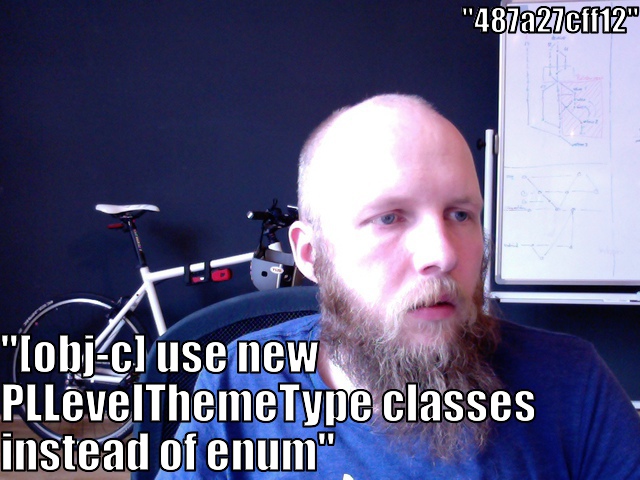 "487a27cff12"
"[obj-c] use new
PLLevelThemeType classes
instead of enum"